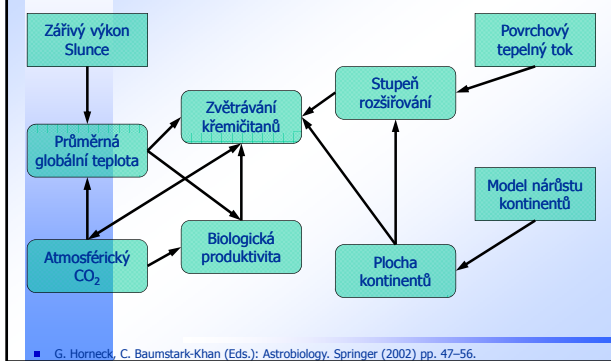 Zářivý výkon
Slunce
Povrchový
tepelný tok
Stupeň
rozšiřování
Zvětrávání
křemičitanů
Průměrná
globální teplota
Model nárůstu
kontinentů
Biologická
produktivita
Atmosférický
CO₂
Plocha
kontinentů
G. Horneck, C. Baumstark-Khan (Eds.): Astrobiology. Springer (2002) pp. 47–56.